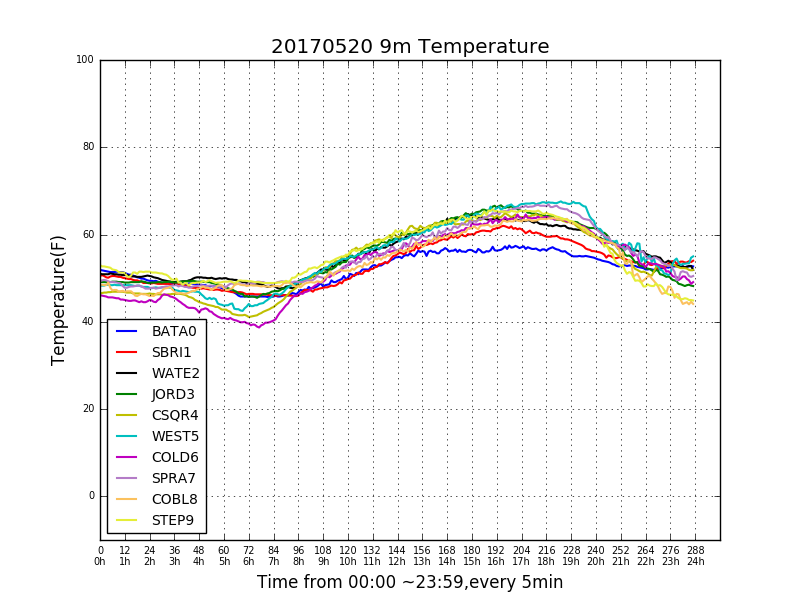 20170520 9m Temperature
100
80
60
40
20
0
Temperature(F)
BATA0
SBRI1
WATE2
JORD3
CSQR4
WEST5
COLD6
SPRA7
COBL8
STEP9
0 12 24 36 48 60 72 84 96 108 120 132 144 156 168 180 192 204 216 228 240 252 264 276 288
0h 1h 2h 3h 4h 5h 6h 7h 8h 9h 10h 11h 12h 13h 14h 15h 16h 17h 18h 19h 20h 21h 22h 23h 24h
Time from 00:00 ~23:59,every 5min